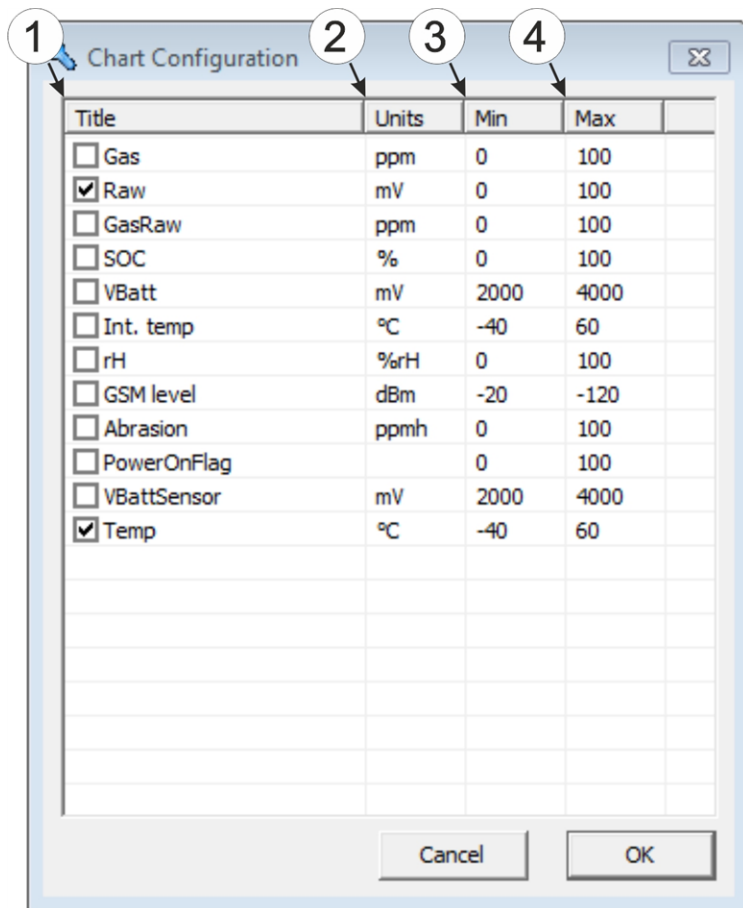 1 2 3 4
Chart Configuration
Title Units Min Max
Gas ppm 0 100
Raw mV 0 100
GasRaw ppm 0 100
SOC % 0 100
VBatt mV 2000 4000
Int. temp °C -40 60
rH %rH 0 100
GSM level dBm -20 -120
Abrasion ppmh 0 100
PowerOnFlag 0 100
VBattSensor mV 2000 4000
Temp °C -40 60
Cancel OK